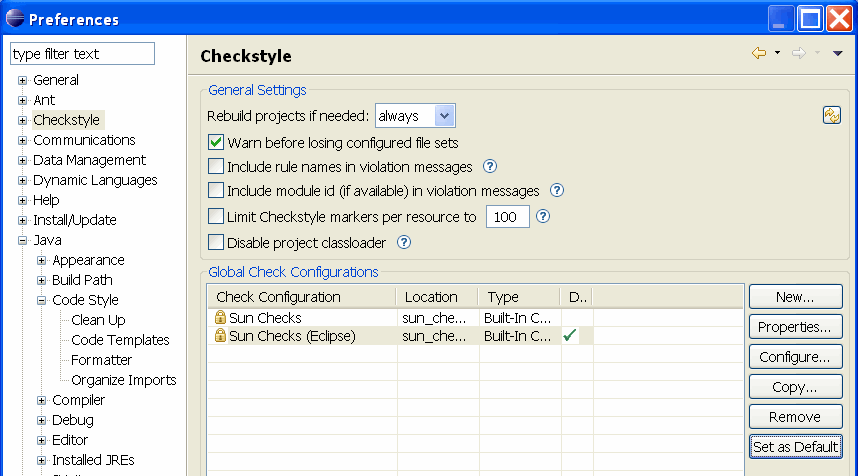 Preferences
type filter text
General
Ant
Checkstyle
Communications
Data Management
Dynamic Languages
Help
Install/Update
Java
Appearance
Build Path
Code Style
Clean Up
Code Templates
Formatter
Organize Imports
Compiler
Debug
Editor
Installed JREs
Checkstyle
General Settings
Rebuild projects if needed: always
Warn before losing configured file sets
Include rule names in violation messages ?
Include module id (if available) in violation messages ?
Limit Checkstyle markers per resource to 100 ?
Disable project classloader ?
Global Check Configurations
Check Configuration Location Type D..
Sun Checks sun_che... Built-In C...
Sun Checks (Eclipse) sun_che... Built-In C...
New...
Properties...
Configure...
Copy...
Remove
Set as Default